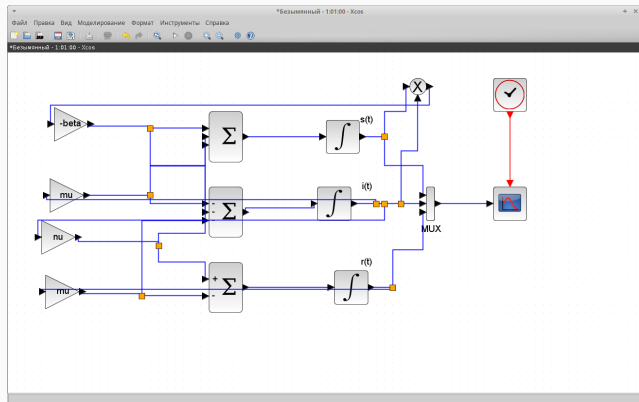 *Безымянный - 1:01:00 - Xcos
Файл Правка Вид Моделирование Формат Инструменты Справка
*Безымянный - 1:01:00 - Xcos
X
-beta
Σ
∫
s(t)
mu
-
-
Σ
∫
i(t)
MUX
nu
mu
+
-
Σ
∫
r(t)